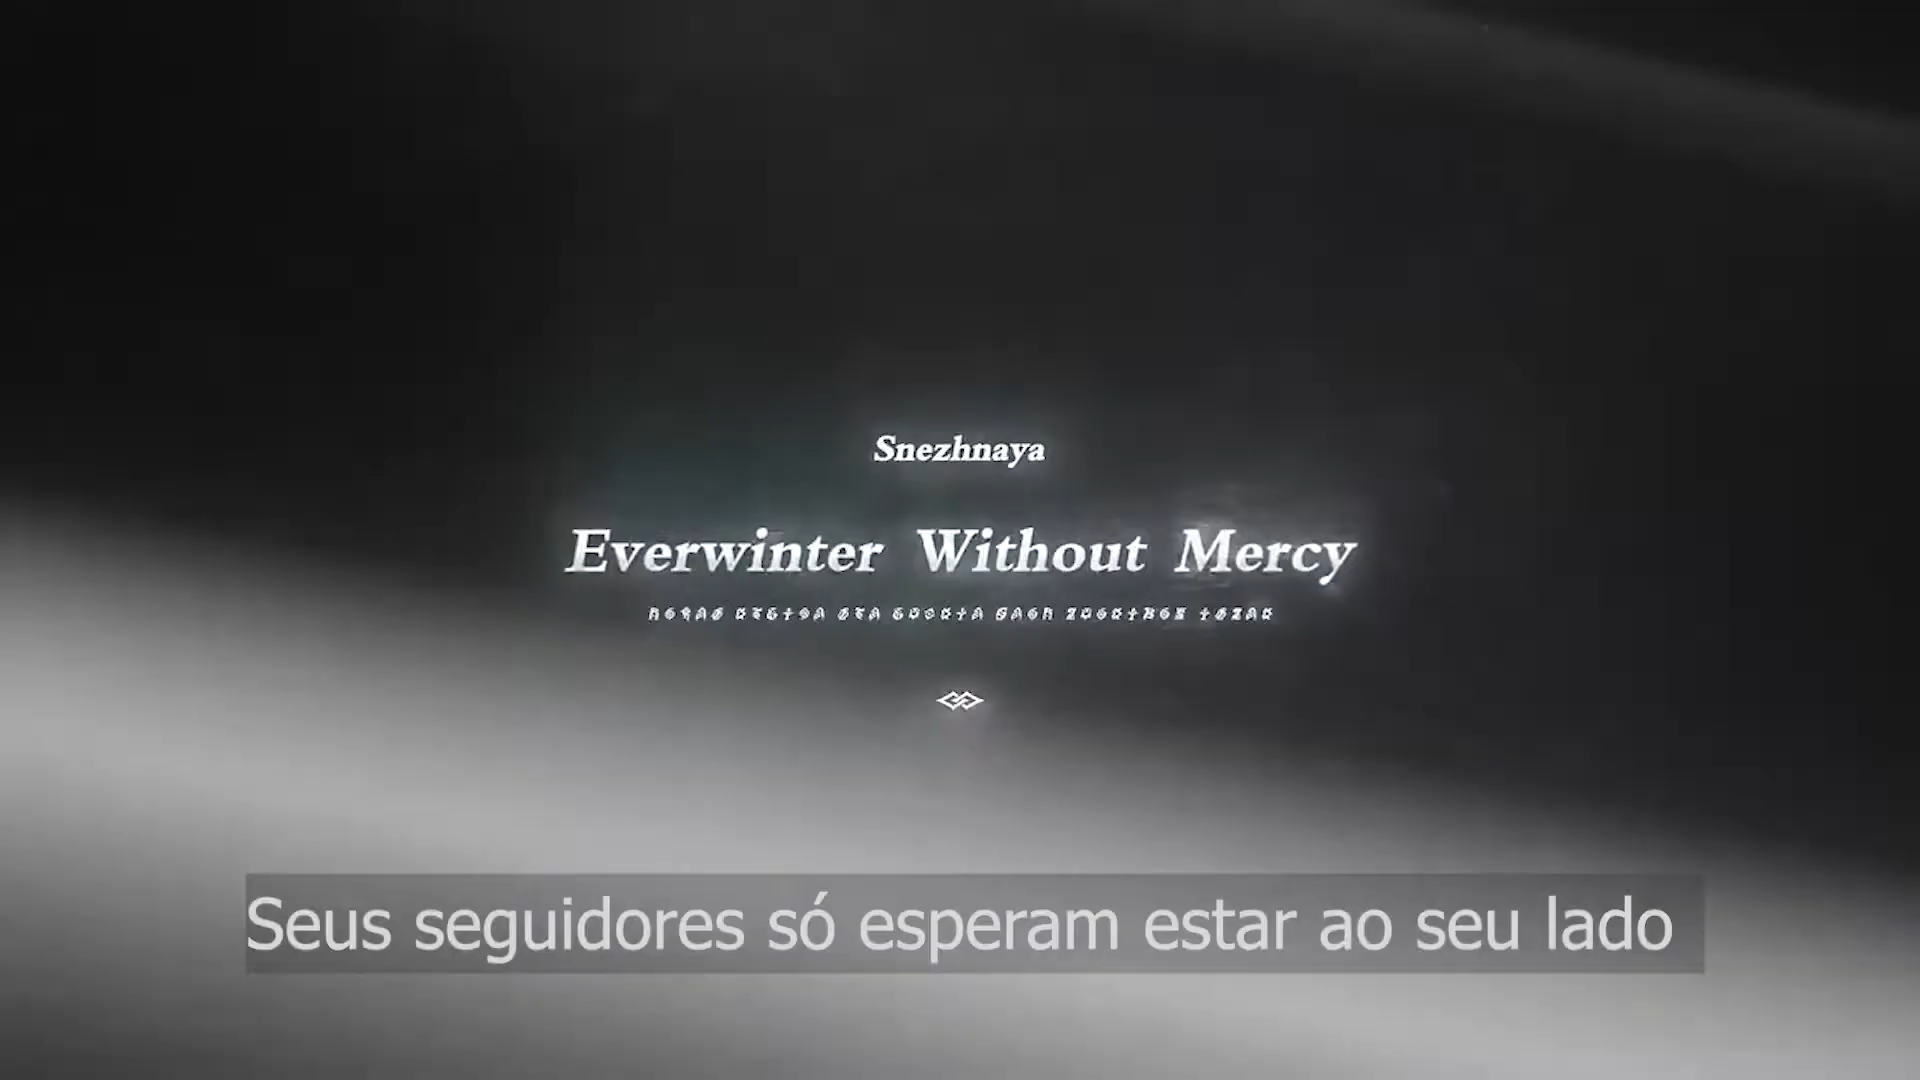 Snezhnaya
Everwinter Without Mercy
Seus seguidores só esperam estar ao seu lado